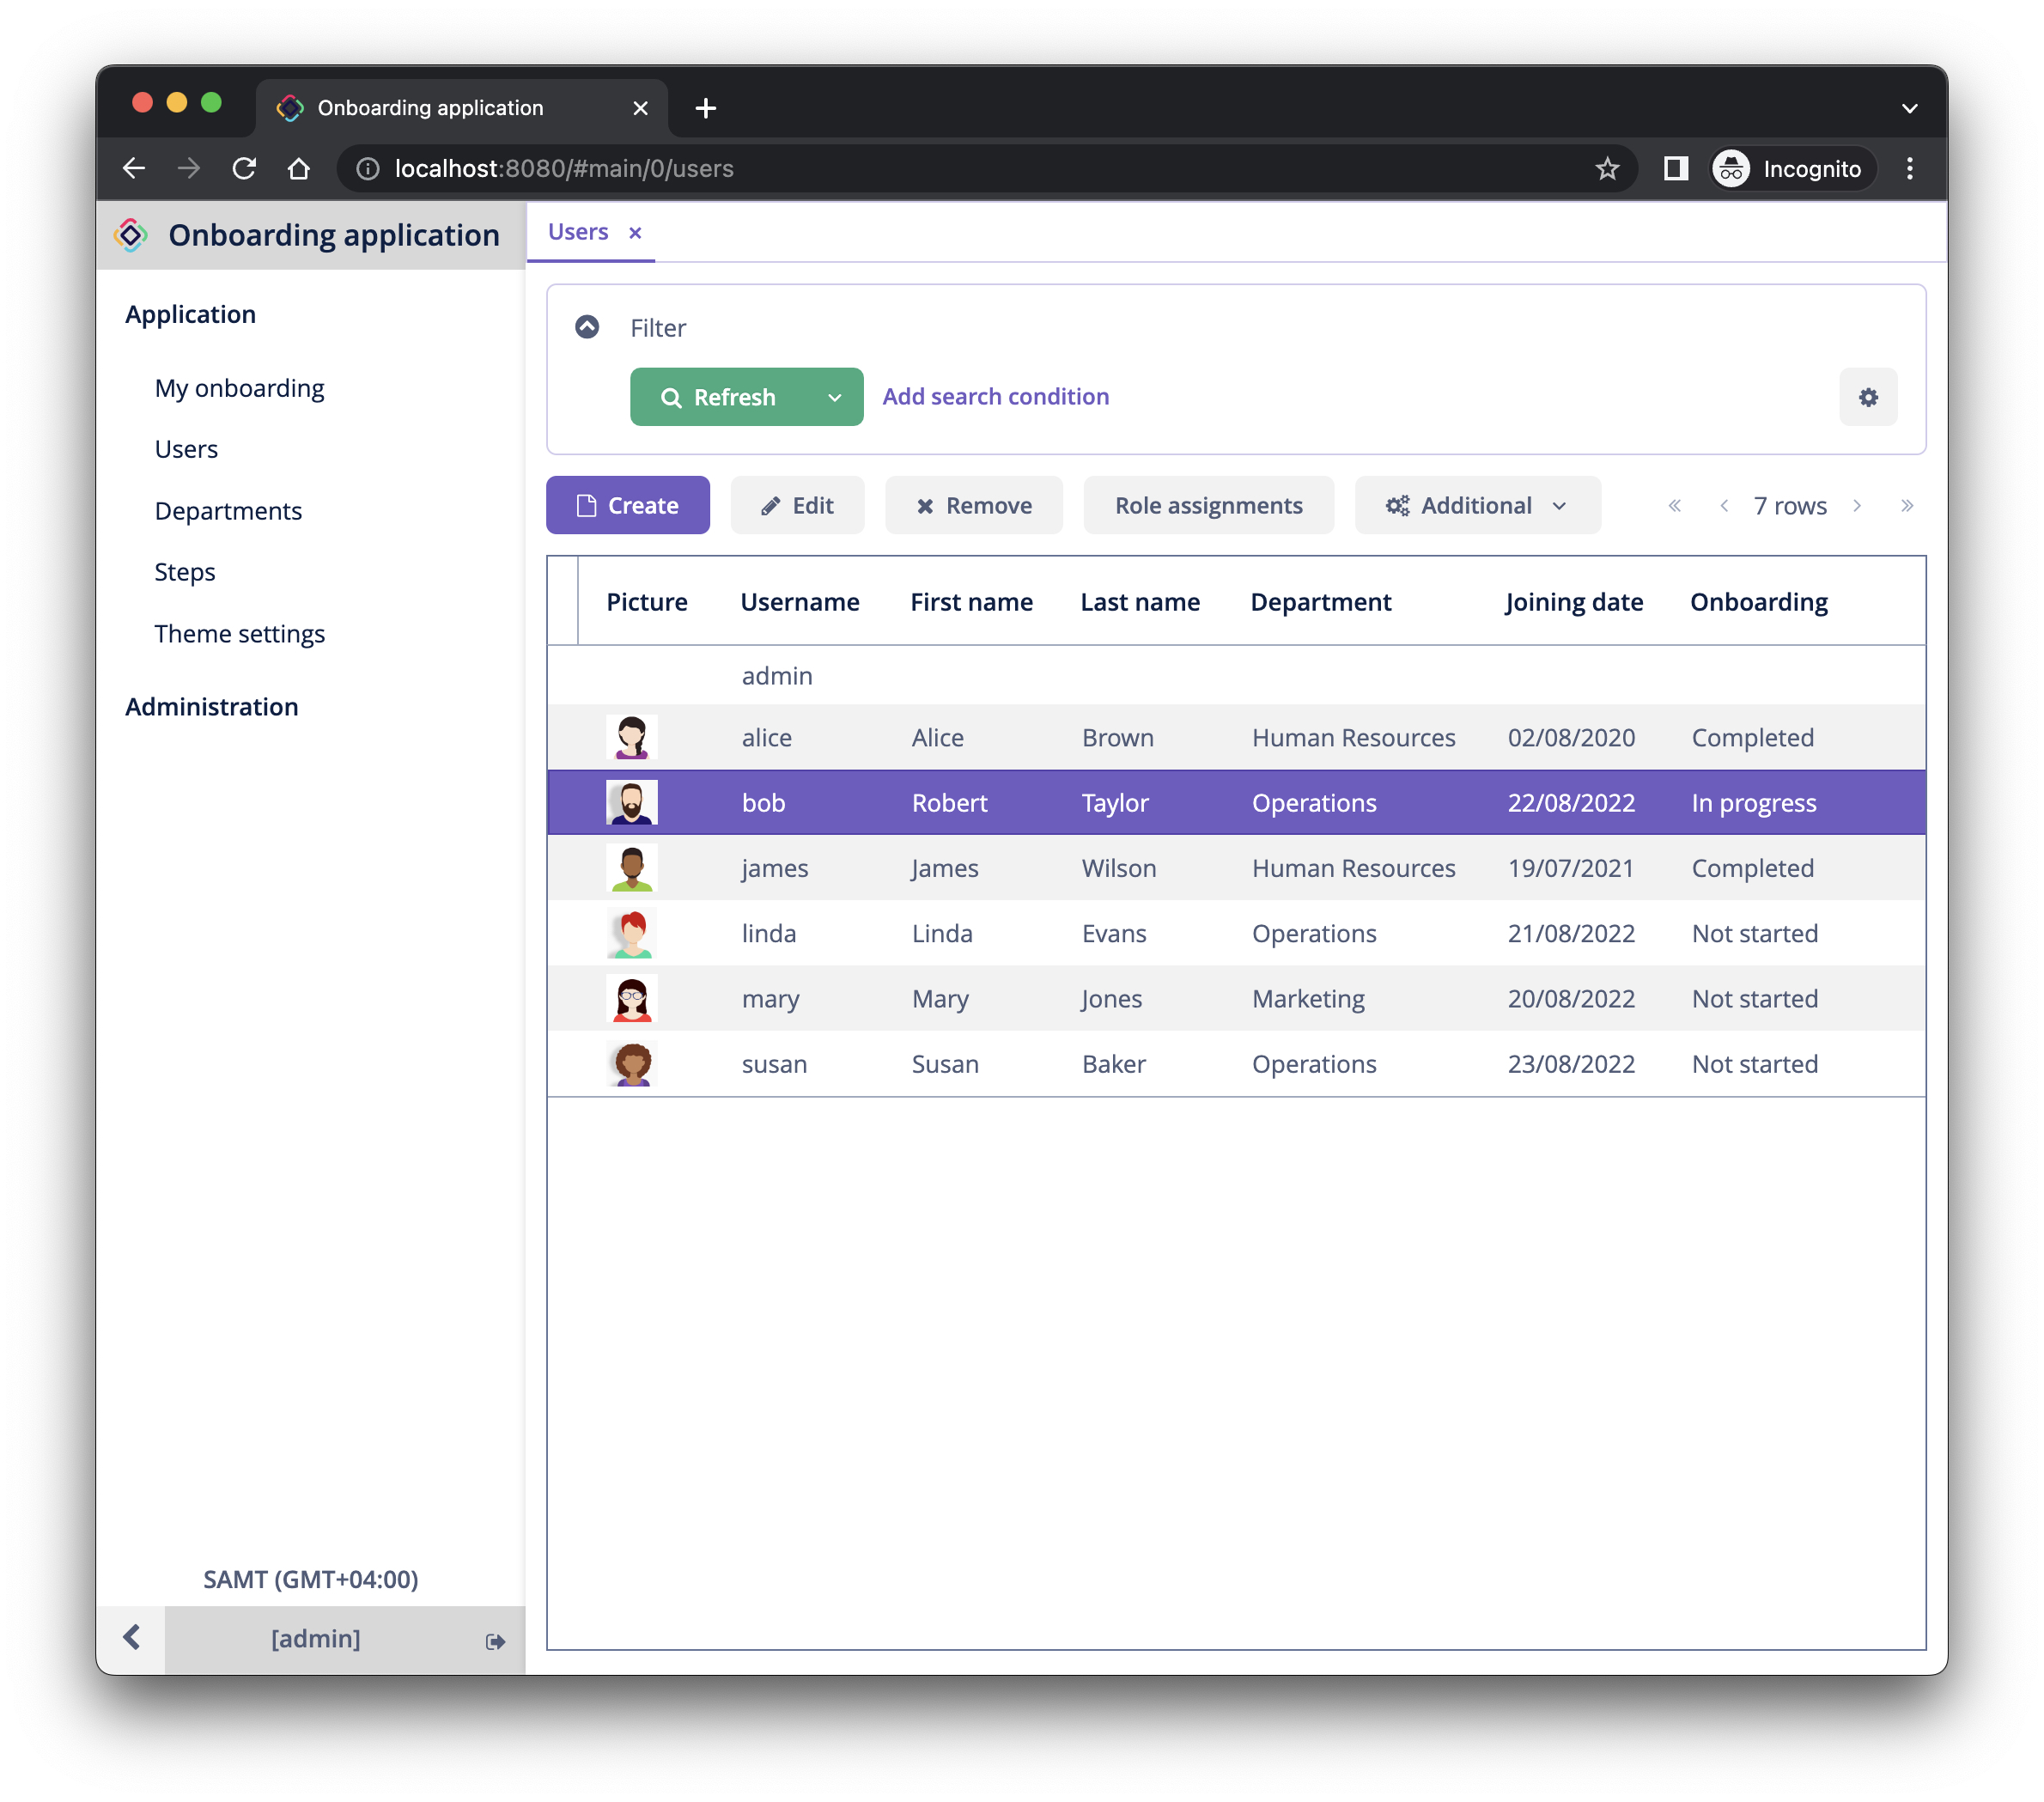 Onboarding application
localhost:8080/#main/0/users
Incognito
Onboarding application
Application
My onboarding
Users
Departments
Steps
Theme settings
Administration
SAMT (GMT+04:00)
[admin]
Users
Filter
Refresh Add search condition
Create Edit Remove Role assignments Additional 7 rows
Picture Username First name Last name Department Joining date Onboarding
admin
alice Alice Brown Human Resources 02/08/2020 Completed
bob Robert Taylor Operations 22/08/2022 In progress
james James Wilson Human Resources 19/07/2021 Completed
linda Linda Evans Operations 21/08/2022 Not started
mary Mary Jones Marketing 20/08/2022 Not started
susan Susan Baker Operations 23/08/2022 Not started